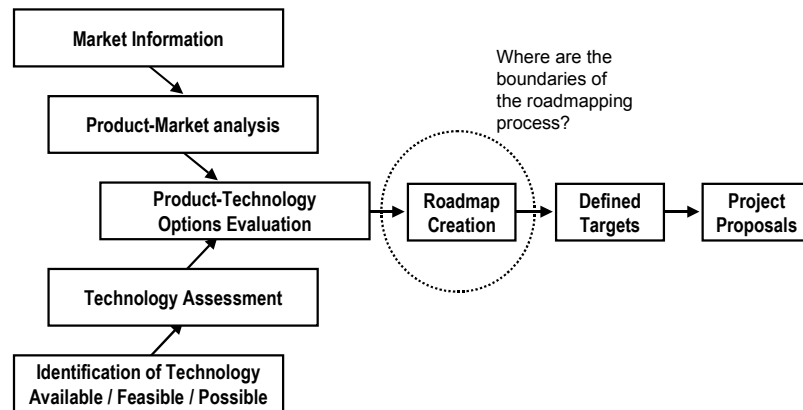 Market Information
Where are the
boundaries of
the roadmapping
process?
Product-Market analysis
Product-Technology
Options Evaluation
Roadmap
Creation
Defined
Targets
Project
Proposals
Technology Assessment
Identification of Technology
Available / Feasible / Possible